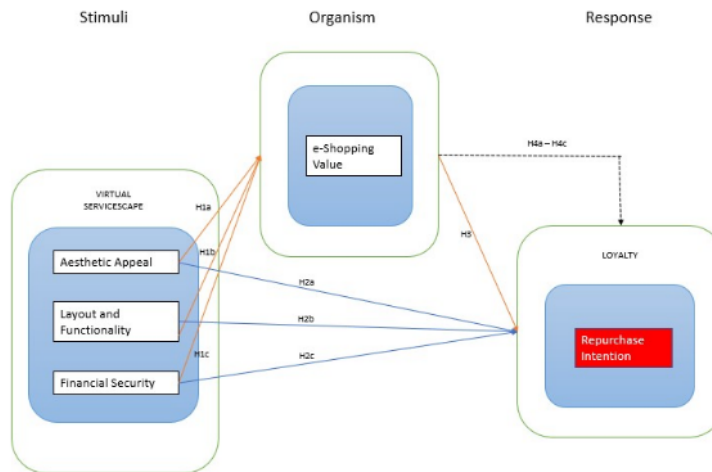 Stimuli
Organism
Response
e-Shopping
Value
H4a – H4c
VIRTUAL
SERVICESCAPE
H1a
H1b
H1c
H3
Aesthetic Appeal
Layout and
Functionality
Financial Security
H2a
H2b
H2c
LOYALTY
Repurchase
Intention